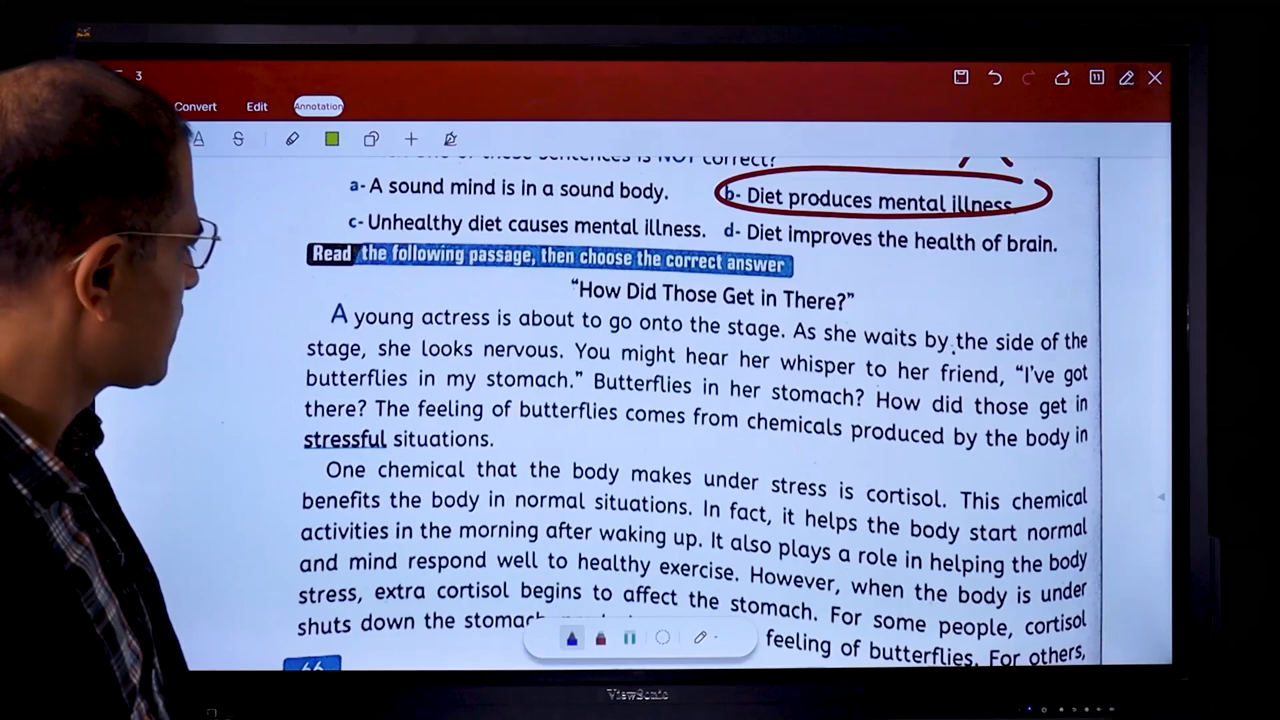 3
Convert Edit Annotation
of these sentences is NOT correct?
a- A sound mind is in a sound body. b- Diet produces mental illness.
c- Unhealthy diet causes mental illness. d- Diet improves the health of brain.
Read the following passage, then choose the correct answer
"How Did Those Get in There?"
A young actress is about to go onto the stage. As she waits by the side of the
stage, she looks nervous. You might hear her whisper to her friend, "I've got
butterflies in my stomach." Butterflies in her stomach? How did those get in
there? The feeling of butterflies comes from chemicals produced by the body in
stressful situations.
One chemical that the body makes under stress is cortisol. This chemical
benefits the body in normal situations. In fact, it helps the body start normal
activities in the morning after waking up. It also plays a role in helping the body
and mind respond well to healthy exercise. However, when the body is under
stress, extra cortisol begins to affect the stomach. For some people, cortisol
shuts down the stomach feeling of butterflies. For others,
66
ViewSonic